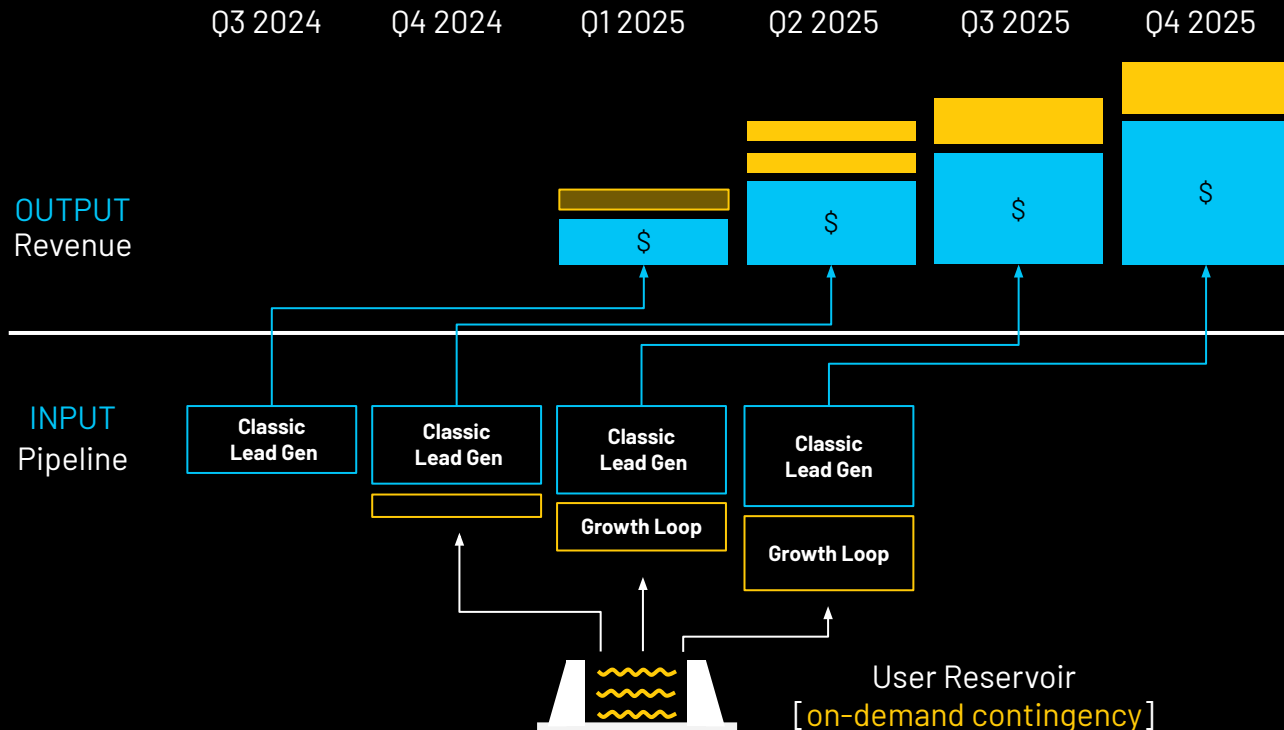 Q3 2024
Q4 2024
Q1 2025
Q2 2025
Q3 2025
Q4 2025
OUTPUT
Revenue
$
$
$
$
INPUT
Pipeline
Classic
Lead Gen
Classic
Lead Gen
Classic
Lead Gen
Classic
Lead Gen
Growth Loop
Growth Loop
User Reservoir
[on-demand contingency]